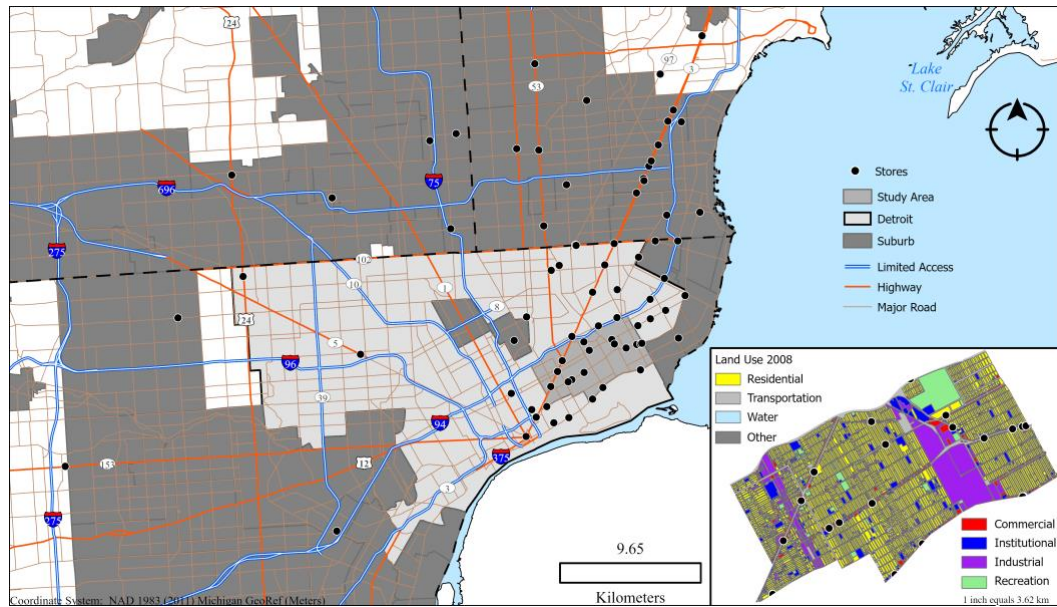 24
97
3
Lake
St. Clair
53
696
75
Stores
Study Area
Detroit
Suburb
Limited Access
Highway
Major Road
275
102
10
1
8
24
5
96
39
94
153
12
375
3
275
9.65
Kilometers
Coordinate System: NAD 1983 (2011) Michigan GeoRef (Meters)
Land Use 2008
Residential
Transportation
Water
Other
Commercial
Institutional
Industrial
Recreation
1 inch equals 3.62 km